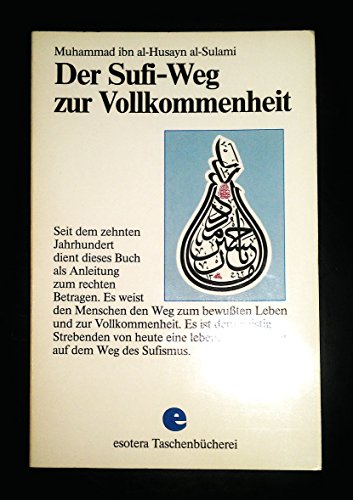 Muhammad ibn al-Husayn al-Sulami
Der Sufi-Weg
zur Vollkommenheit
Seit dem zehnten
Jahrhundert
dient dieses Buch
als Anleitung
zum rechten
Betragen. Es weist
den Menschen den Weg zum bewußten Leben
und zur Vollkommenheit. Es ist
Strebenden von heute eine
auf dem Weg des Sufismus.
e
esotera Taschenbücherei